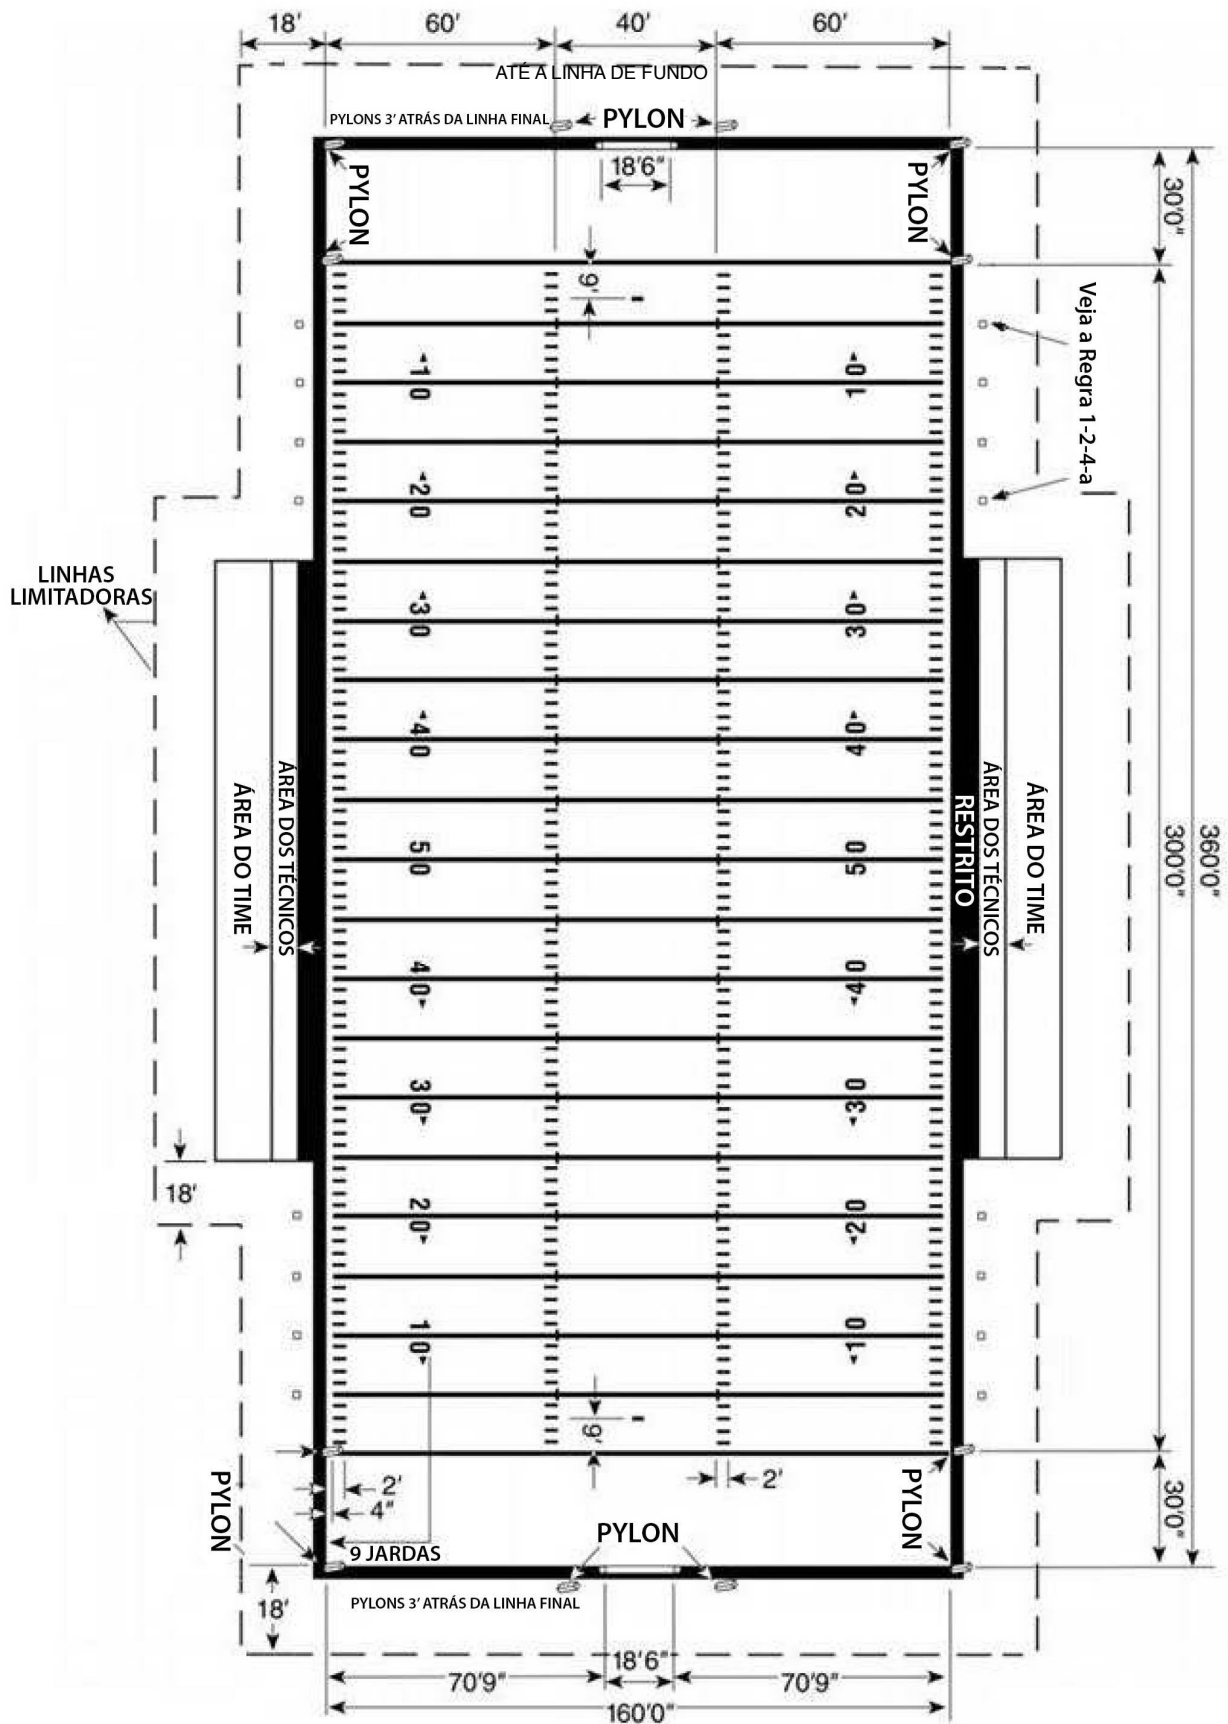 18' 60' 40' 60'
ATÉ A LINHA DE FUNDO
PYLONS 3' ATRÁS DA LINHA FINAL
PYLON
18'6"
PYLON
PYLON
30'0"
9'
Veja a Regra 1-2-4-a
10 10
20 20
LINHAS
LIMITADORAS
30 30
40 40
ÁREA DO TIME
ÁREA DOS TÉCNICOS
50 50
RESTRITO
ÁREA DOS TÉCNICOS
ÁREA DO TIME
300'0"
360'0"
40 40
30 30
18'
20 20
10 10
9'
PYLON
2'
4"
2'
PYLON
30'0"
9 JARDAS
PYLON
18'
PYLONS 3' ATRÁS DA LINHA FINAL
18'6"
70'9" 70'9"
160'0"